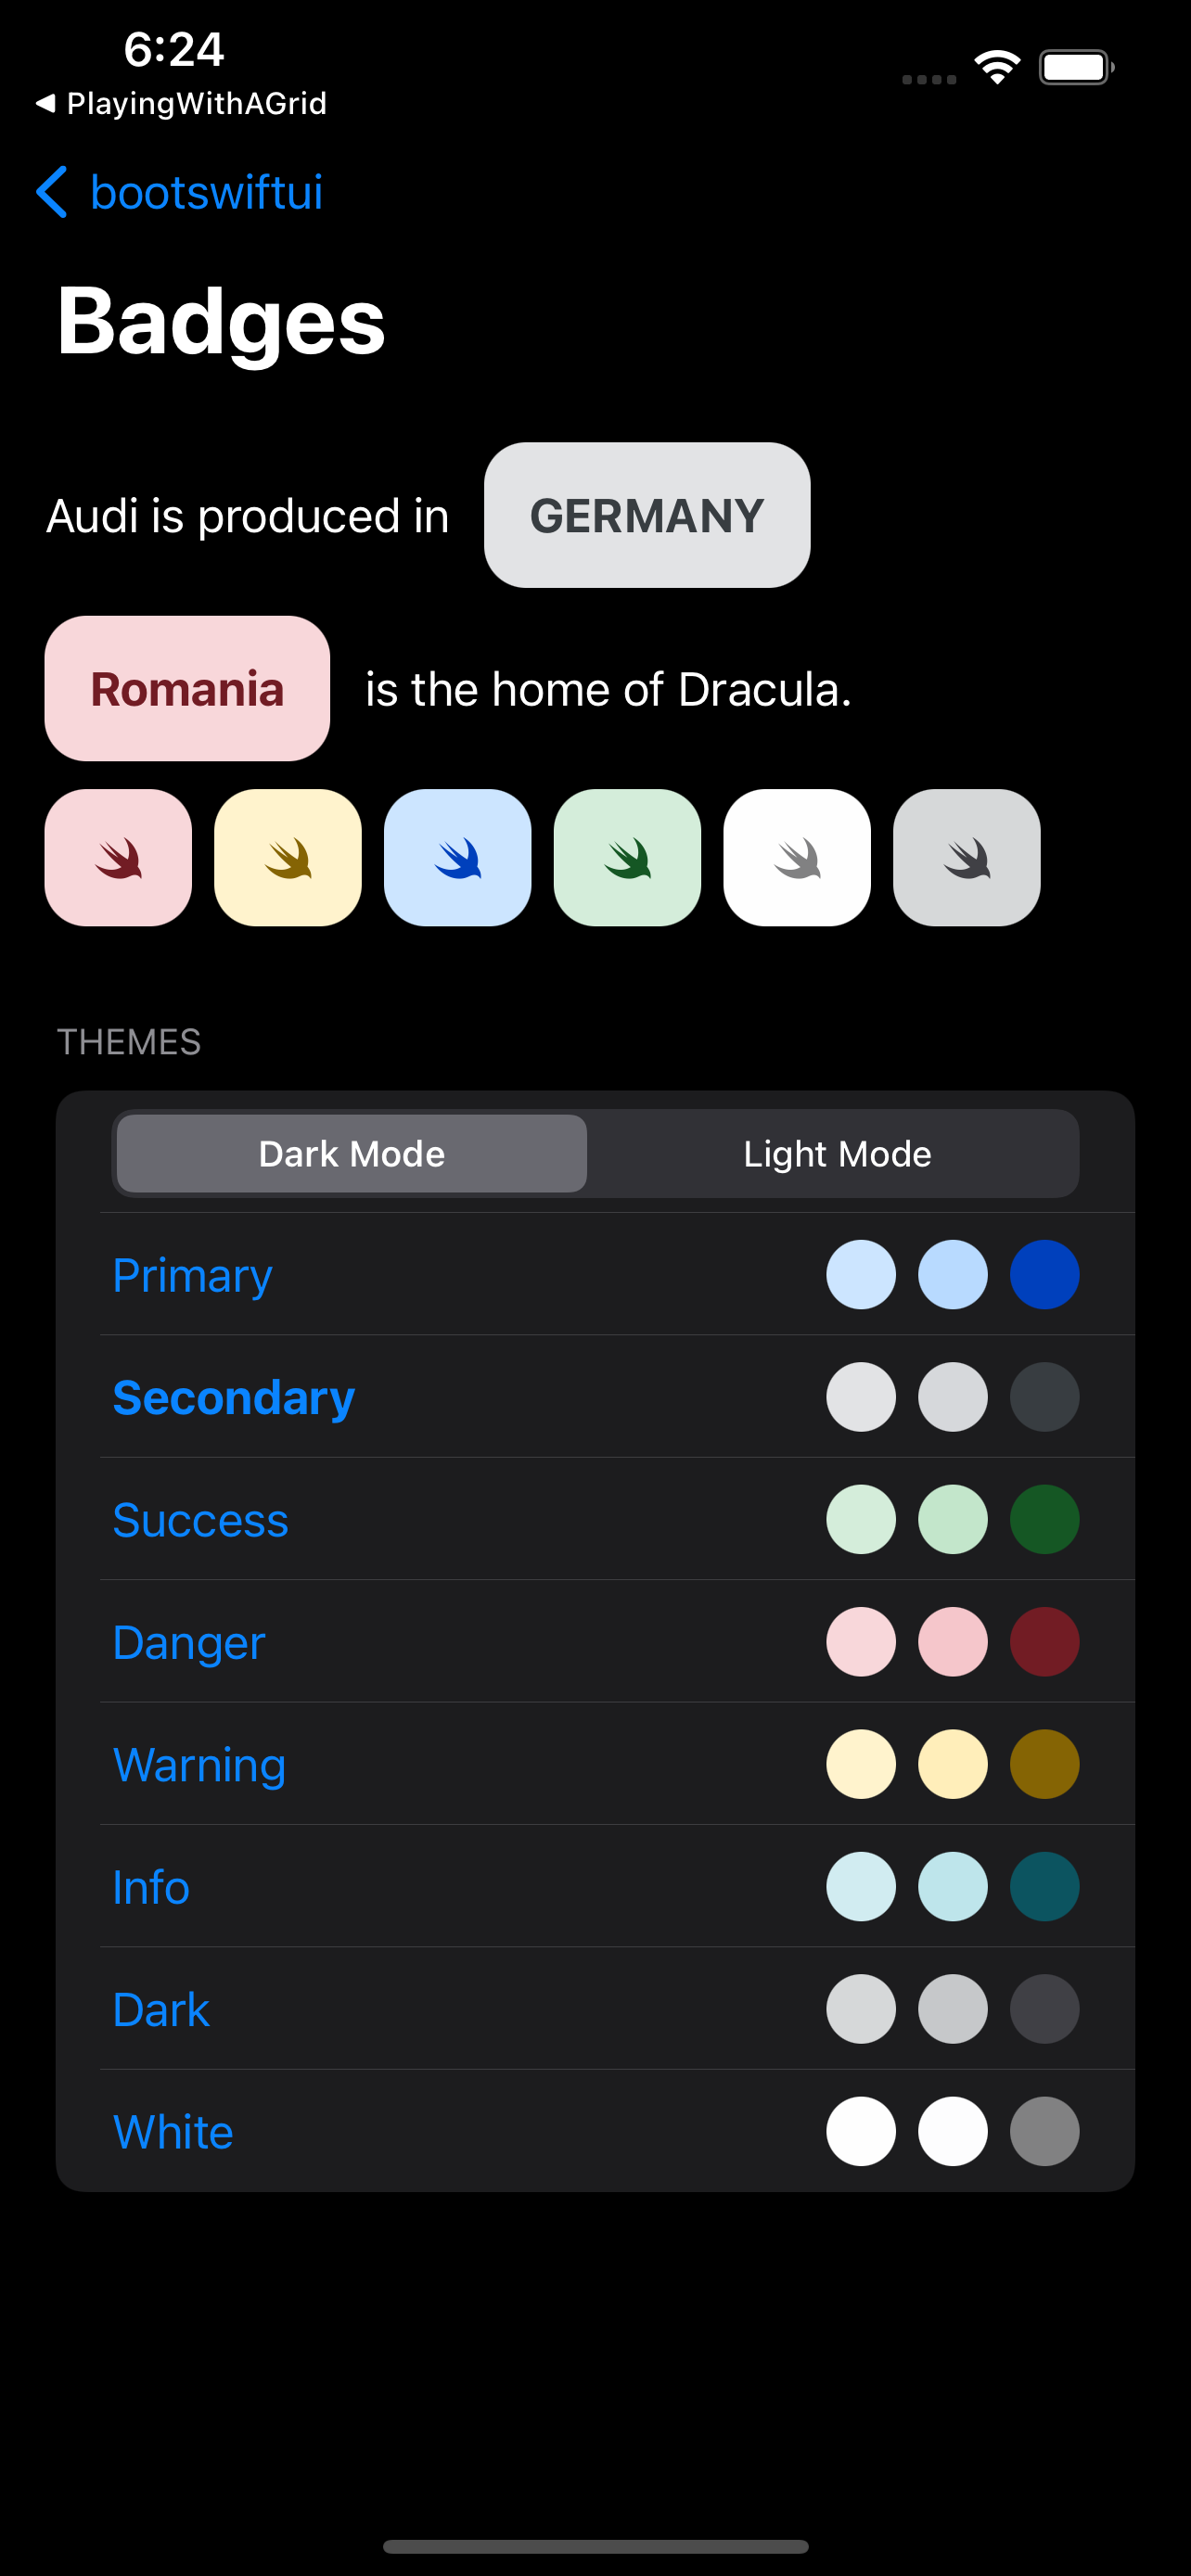 6:24
◀ PlayingWithAGrid
bootswiftui
Badges
Audi is produced in GERMANY
Romania is the home of Dracula.
THEMES
Dark Mode Light Mode
Primary
Secondary
Success
Danger
Warning
Info
Dark
White